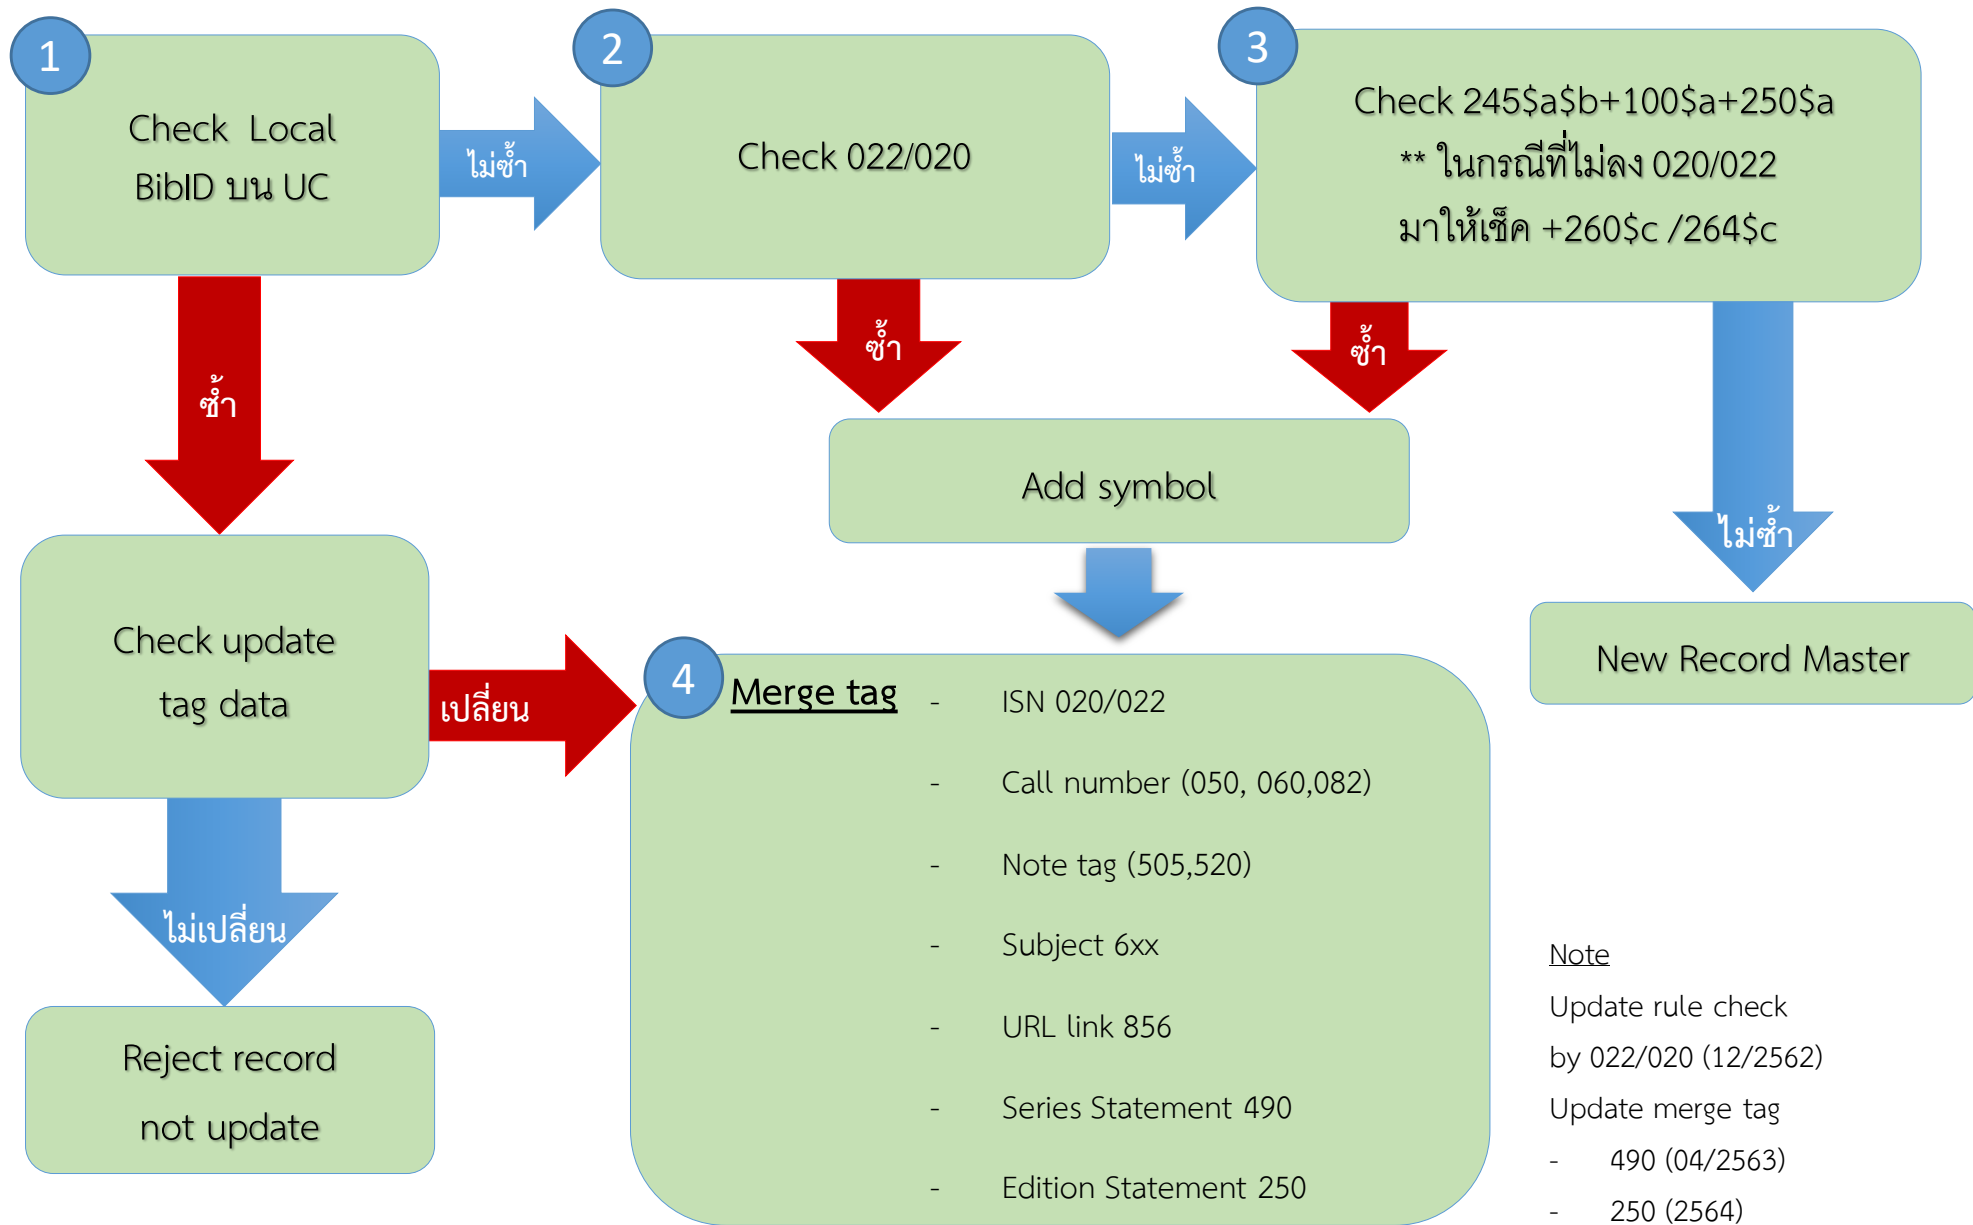 1
Check Local
BibID บน UC
ไม่ซ้ำ
2
Check 022/020
ไม่ซ้ำ
3
Check 245$a$b+100$a+250$a
** ในกรณีที่ไม่ลง 020/022
มาให้เช็ค +260$c /264$c
ซ้ำ
ซ้ำ
ซ้ำ
ไม่ซ้ำ
Add symbol
New Record Master
Check update
tag data
เปลี่ยน
ไม่เปลี่ยน
Reject record
not update
4
Merge tag
- ISN 020/022
- Call number (050, 060,082)
- Note tag (505,520)
- Subject 6xx
- URL link 856
- Series Statement 490
- Edition Statement 250
Note
Update rule check
by 022/020 (12/2562)
Update merge tag
- 490 (04/2563)
- 250 (2564)